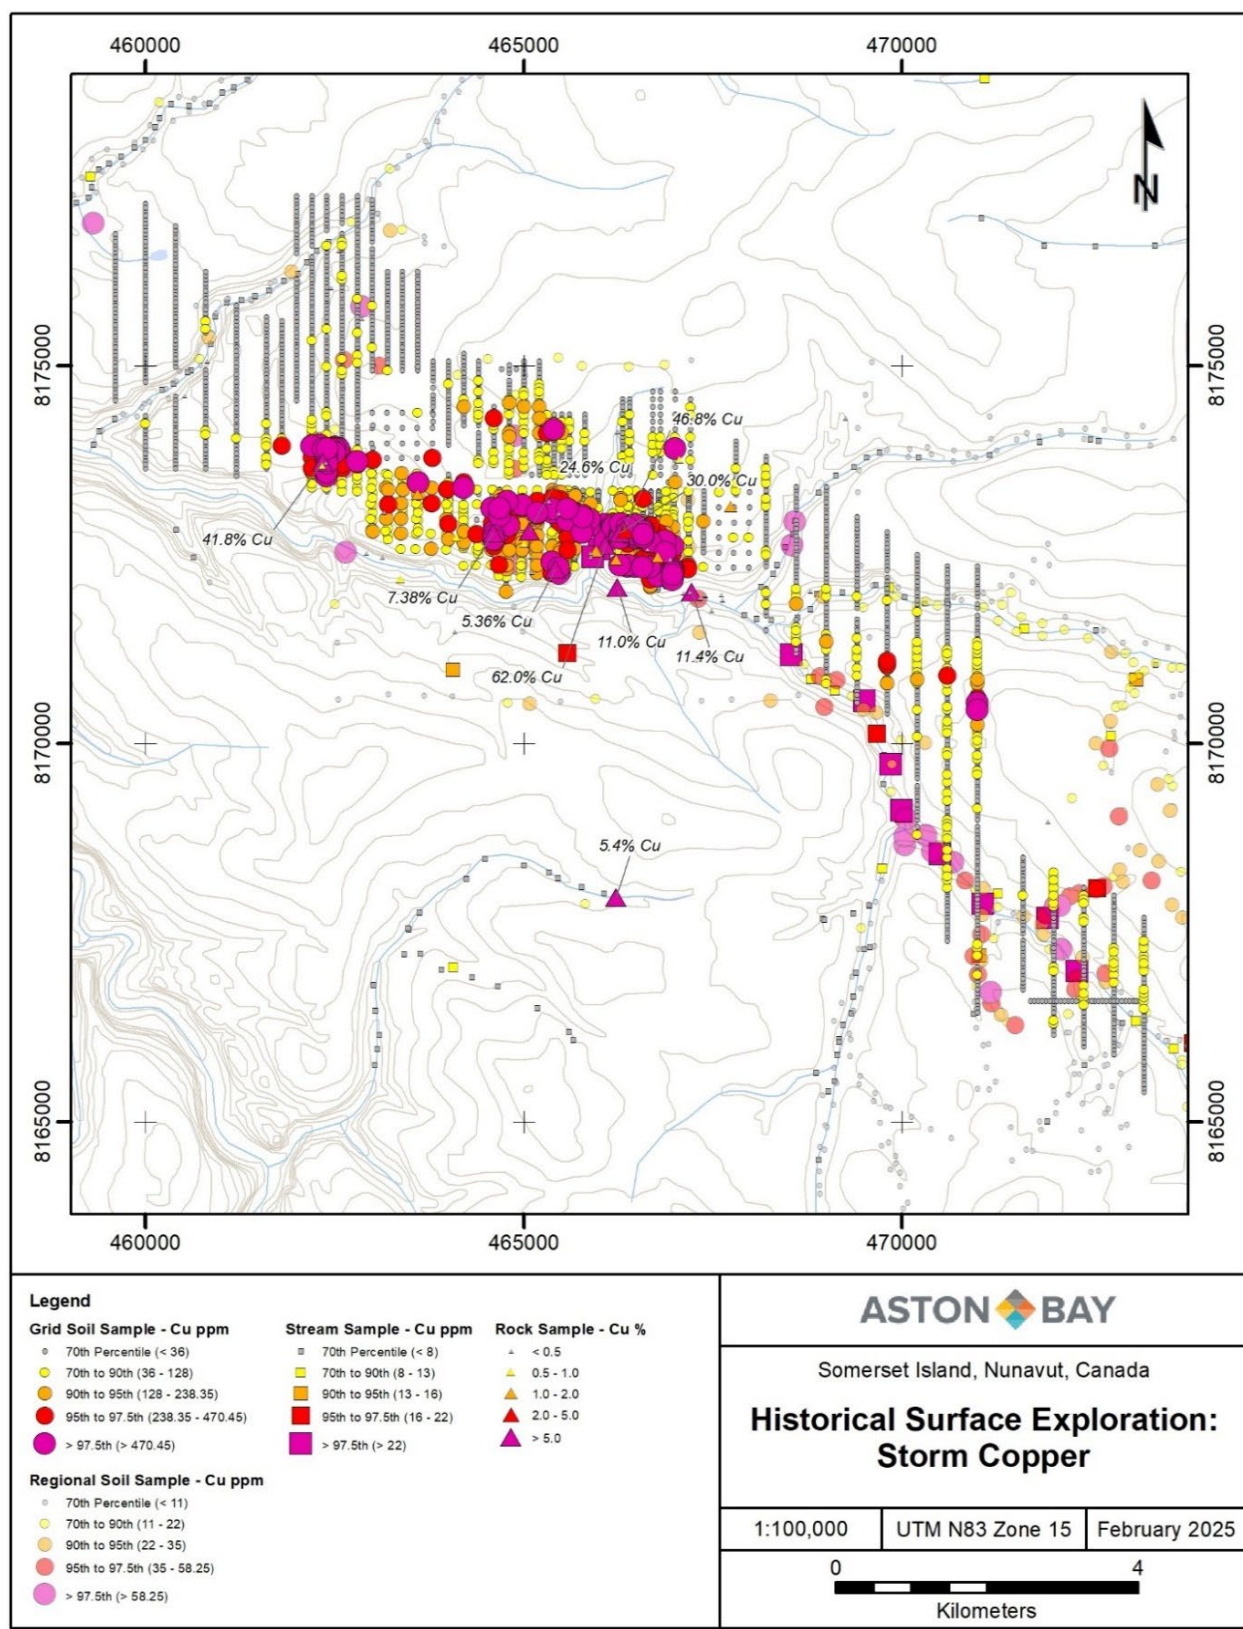 460000 465000 470000
N
8175000 8175000
46.8% Cu
24.6% Cu
30.0% Cu
41.8% Cu
7.38% Cu
5.36% Cu
11.0% Cu
11.4% Cu
62.0% Cu
8170000 8170000
5.4% Cu
8165000 8165000
460000 465000 470000
Legend
Grid Soil Sample - Cu ppm
70th Percentile (< 36)
70th to 90th (36 - 128)
90th to 95th (128 - 238.35)
95th to 97.5th (238.35 - 470.45)
> 97.5th (> 470.45)
Regional Soil Sample - Cu ppm
70th Percentile (< 11)
70th to 90th (11 - 22)
90th to 95th (22 - 35)
95th to 97.5th (35 - 58.25)
> 97.5th (> 58.25)
Stream Sample - Cu ppm
70th Percentile (< 8)
70th to 90th (8 - 13)
90th to 95th (13 - 16)
95th to 97.5th (16 - 22)
> 97.5th (> 22)
Rock Sample - Cu %
< 0.5
0.5 - 1.0
1.0 - 2.0
2.0 - 5.0
> 5.0
ASTON BAY
Somerset Island, Nunavut, Canada
Historical Surface Exploration:
Storm Copper
1:100,000 UTM N83 Zone 15 February 2025
0 4
Kilometers